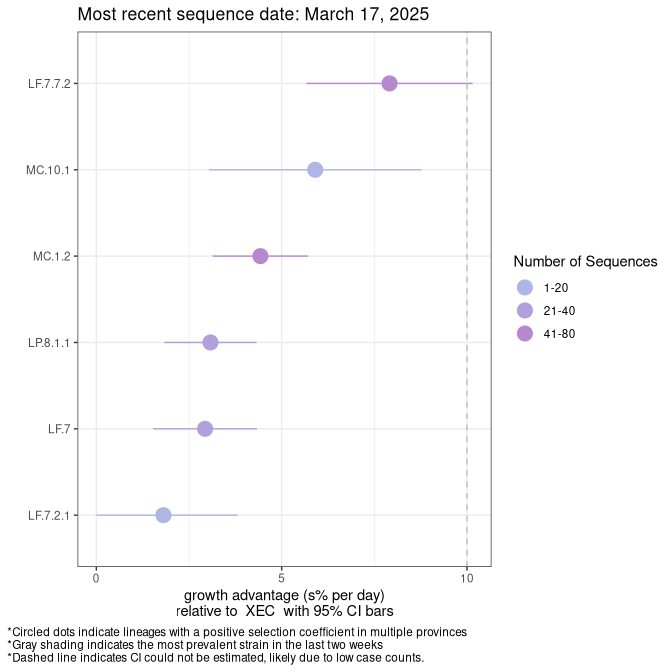 Most recent sequence date: March 17, 2025
LF.7.7.2
MC.10.1
MC.1.2
LP.8.1.1
LF.7
LF.7.2.1
0 5 10
growth advantage (s% per day)
relative to XEC with 95% CI bars
Number of Sequences
1-20
21-40
41-80
*Circled dots indicate lineages with a positive selection coefficient in multiple provinces
*Gray shading indicates the most prevalent strain in the last two weeks
*Dashed line indicates CI could not be estimated, likely due to low case counts.